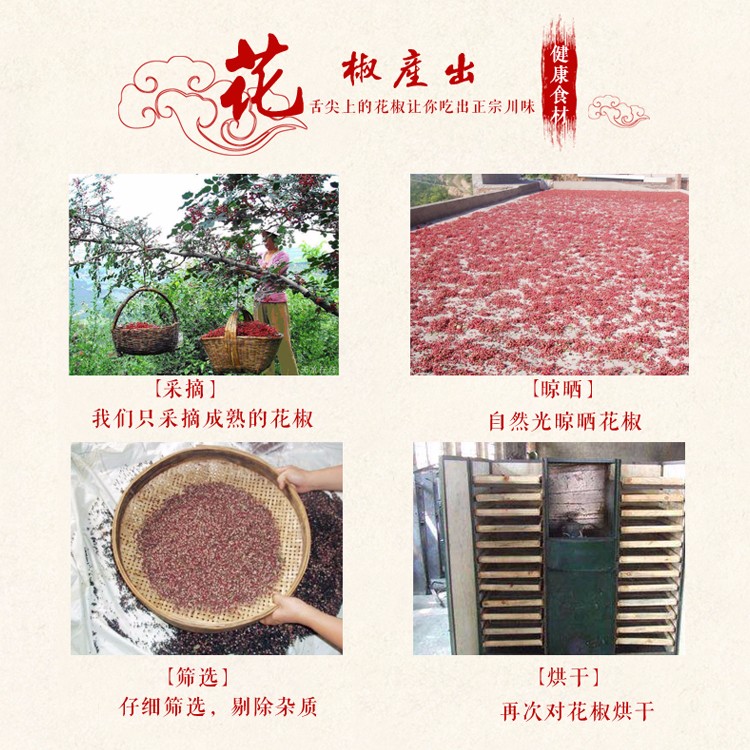 花椒產出
舌尖上的花椒让你吃出正宗川味
健康食材
【采摘】
我们只采摘成熟的花椒
【晾晒】
自然光晾晒花椒
【筛选】
仔细筛选，剔除杂质
【烘干】
再次对花椒烘干